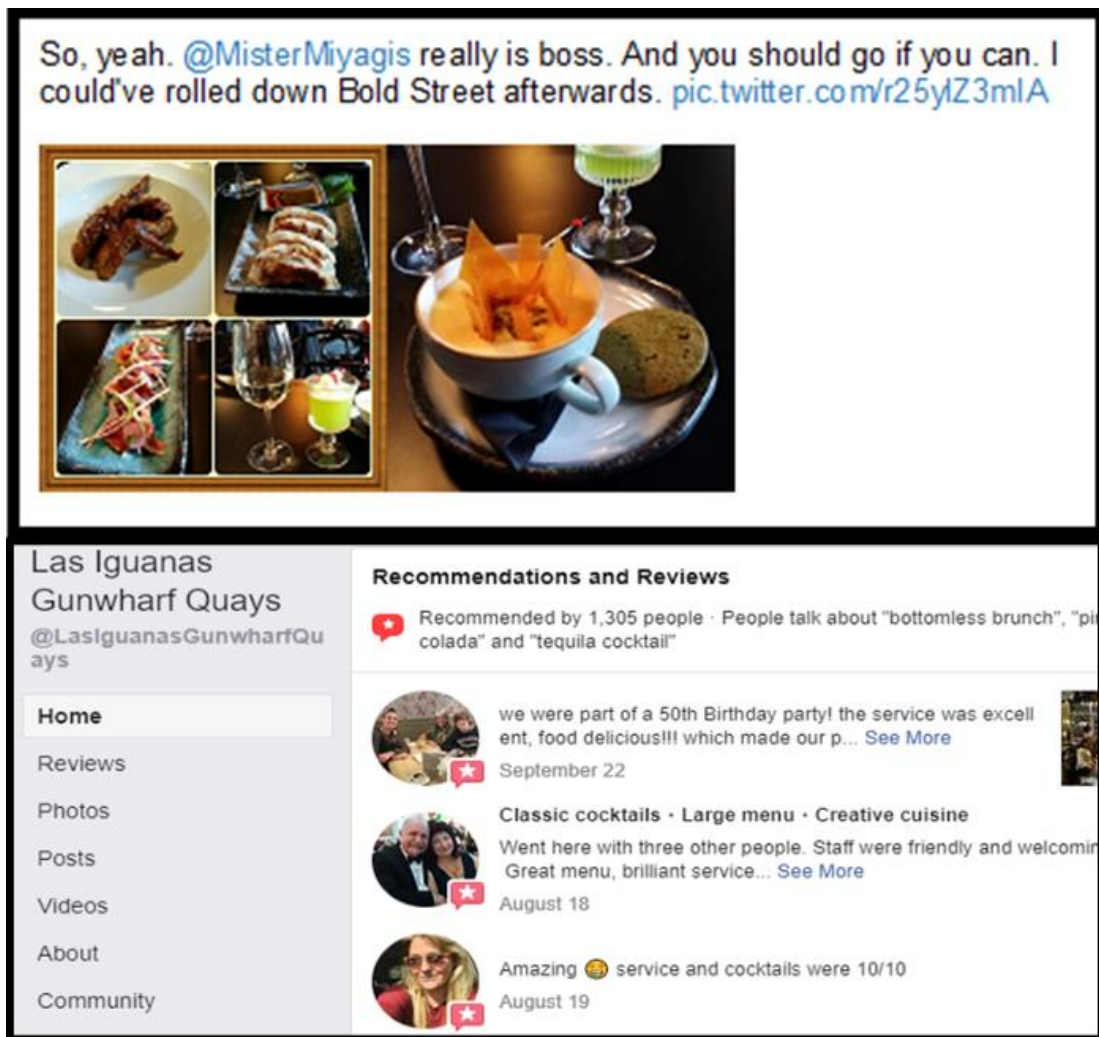 So, yeah. @MisterMiyagis really is boss. And you should go if you can. I
could've rolled down Bold Street afterwards. pic.twitter.com/r25ylZ3mlA
Las Iguanas
Gunwharf Quays
@LasIguanasGunwharfQu
ays
Home
Reviews
Photos
Posts
Videos
About
Community
Recommendations and Reviews
Recommended by 1,305 people · People talk about "bottomless brunch", "
colada" and "tequila cocktail"
we were part of a 50th Birthday party! the service was excell
ent, food delicious!!! which made our p... See More
September 22
Classic cocktails · Large menu · Creative cuisine
Went here with three other people. Staff were friendly and
Great menu, brilliant service... See More
August 18
Amazing 😂 service and cocktails were 10/10
August 19